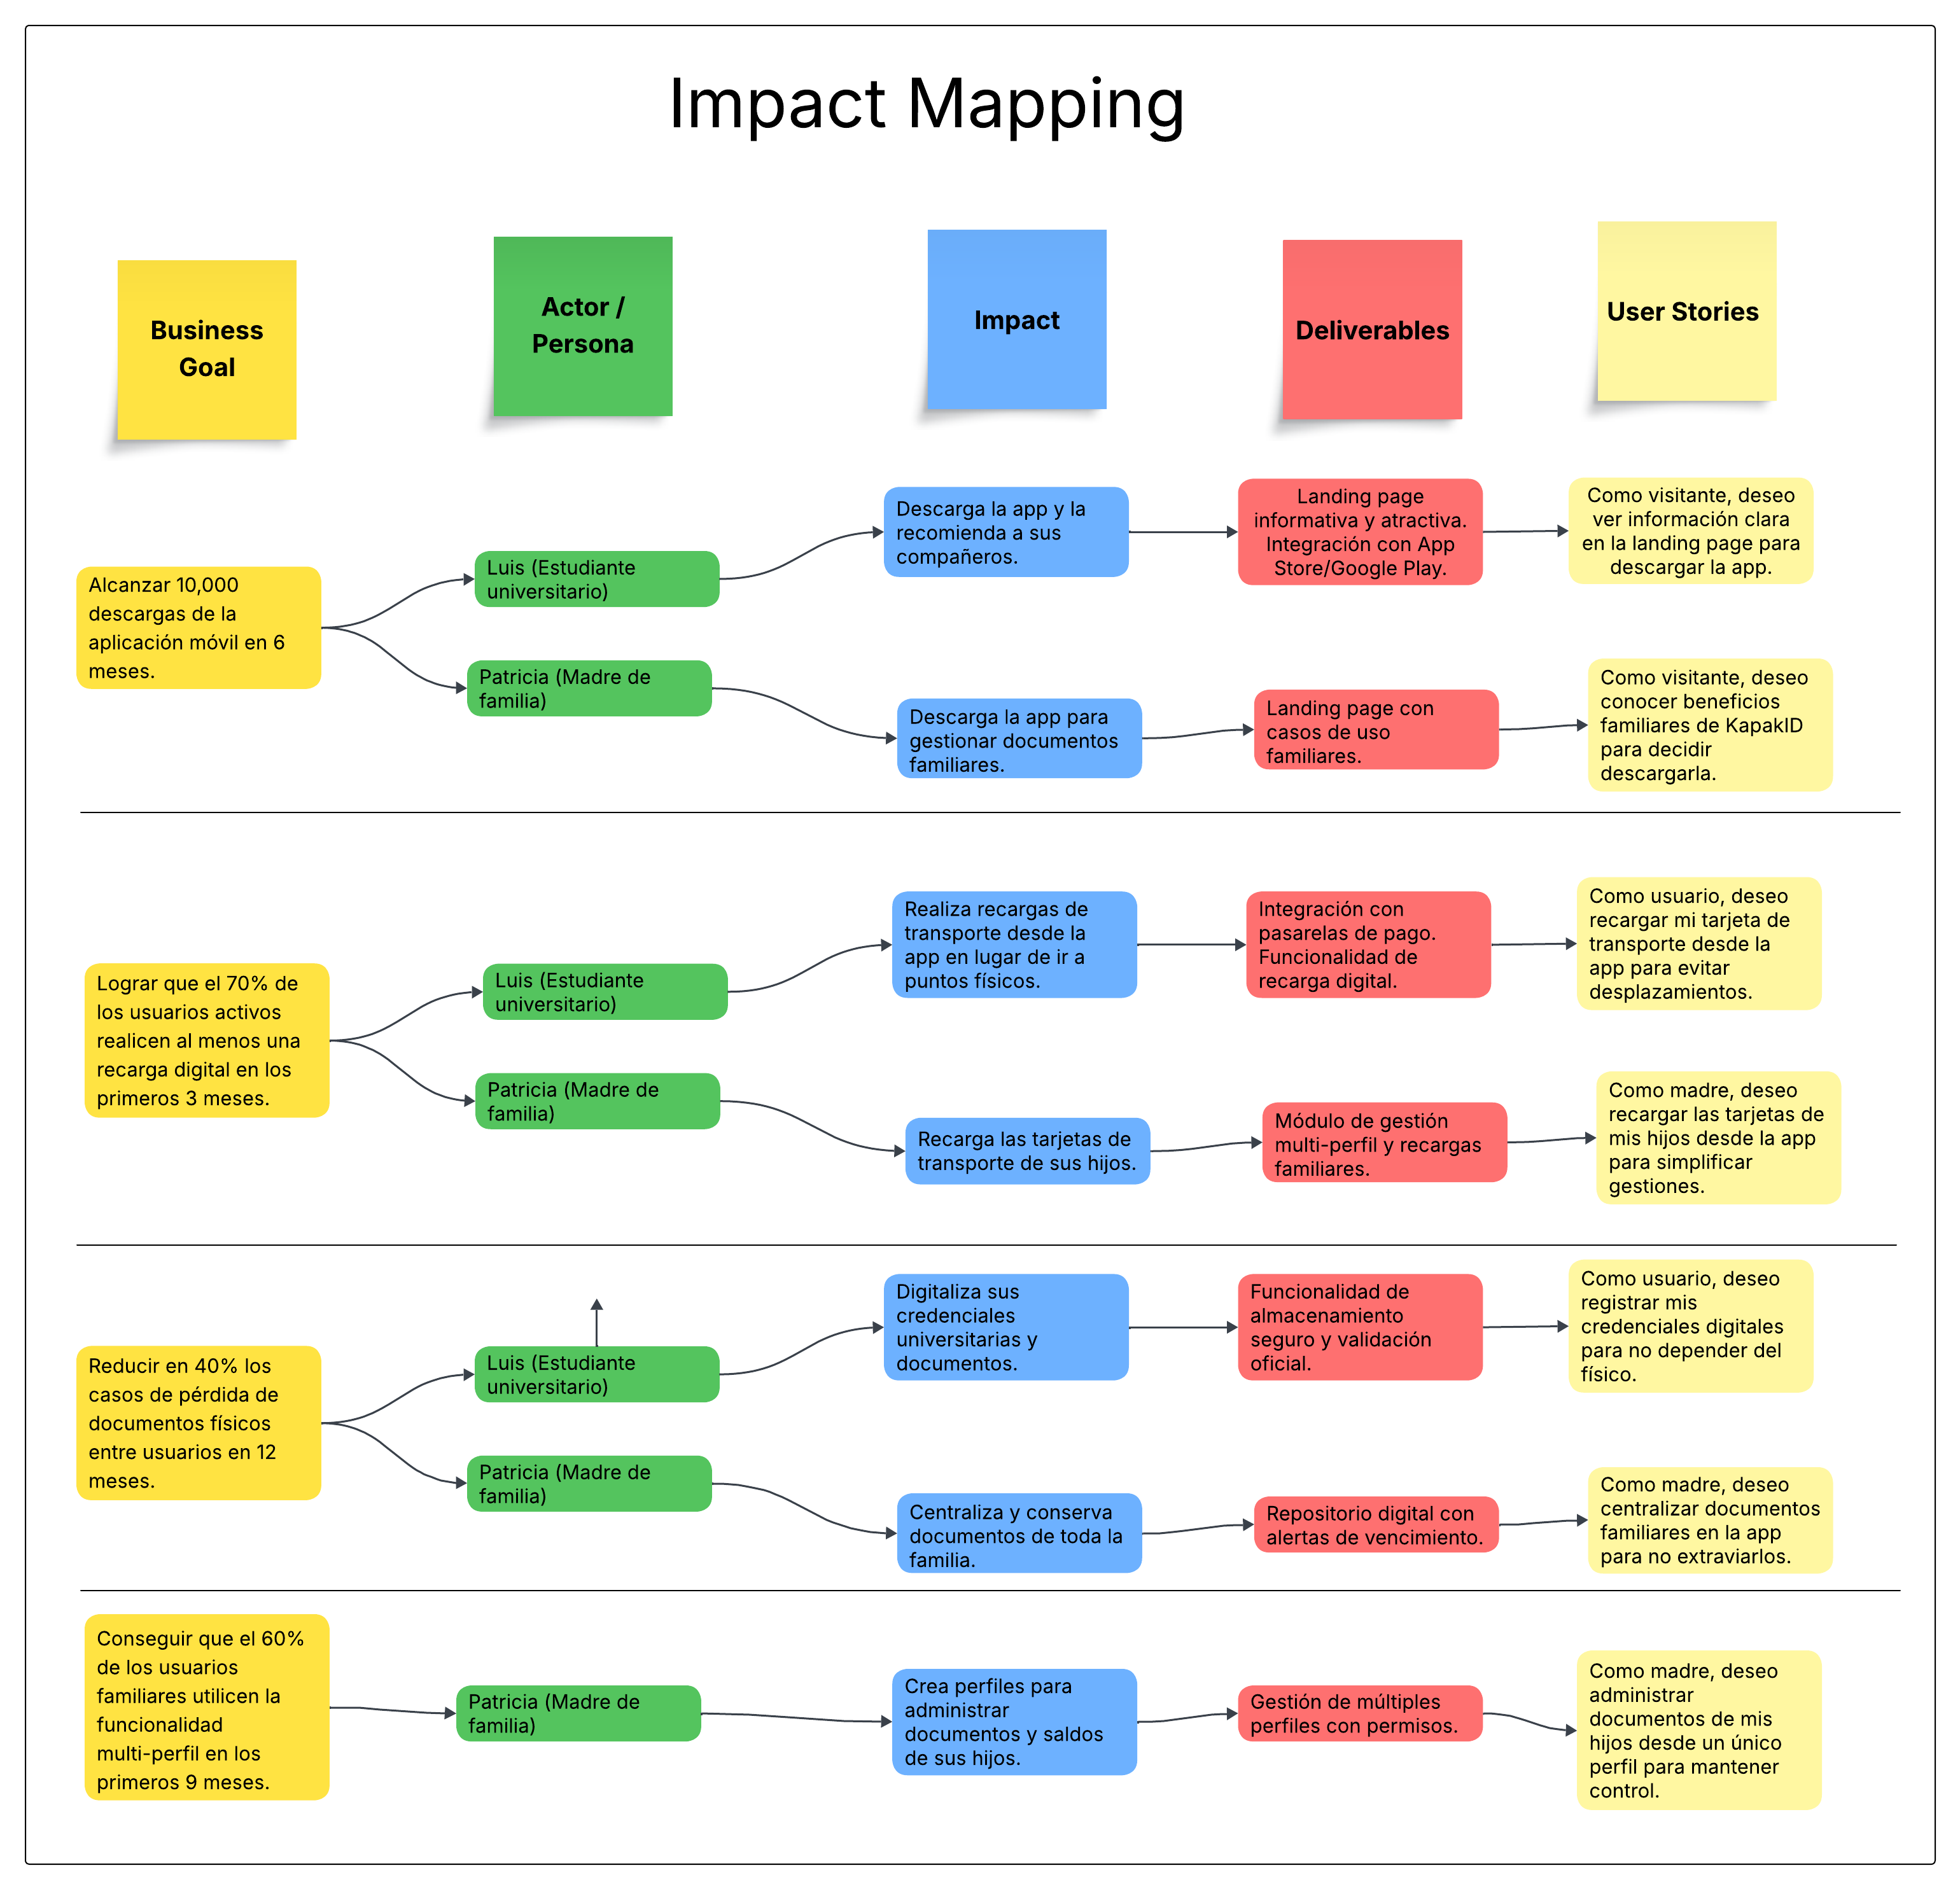 Impact Mapping
Business
Goal
Actor /
Persona
Impact
Deliverables
User Stories
Alcanzar 10,000
descargas de la
aplicación móvil en 6
meses.
Luis (Estudiante
universitario)
Descarga la app y la
recomienda a sus
compañeros.
Landing page
informativa y atractiva.
Integración con App
Store/Google Play.
Como visitante, deseo
ver información clara
en la landing page para
descargar la app.
Patricia (Madre de
familia)
Descarga la app para
gestionar documentos
familiares.
Landing page con
casos de uso
familiares.
Como visitante, deseo
conocer beneficios
familiares de KapakID
para decidir
descargarla.
Lograr que el 70% de
los usuarios activos
realicen al menos una
recarga digital en los
primeros 3 meses.
Luis (Estudiante
universitario)
Realiza recargas de
transporte desde la
app en lugar de ir a
puntos físicos.
Integración con
pasarelas de pago.
Funcionalidad de
recarga digital.
Como usuario, deseo
recargar mi tarjeta de
transporte desde la
app para evitar
desplazamientos.
Patricia (Madre de
familia)
Recarga las tarjetas de
transporte de sus hijos.
Módulo de gestión
multi-perfil y recargas
familiares.
Como madre, deseo
recargar las tarjetas de
mis hijos desde la app
para simplificar
gestiones.
Reducir en 40% los
casos de pérdida de
documentos físicos
entre usuarios en 12
meses.
Luis (Estudiante
universitario)
Digitaliza sus
credenciales
universitarias y
documentos.
Funcionalidad de
almacenamiento
seguro y validación
oficial.
Como usuario, deseo
registrar mis
credenciales digitales
para no depender del
físico.
Patricia (Madre de
familia)
Centraliza y conserva
documentos de toda la
familia.
Repositorio digital con
alertas de vencimiento.
Como madre, deseo
centralizar documentos
familiares en la app
para no extraviarlos.
Conseguir que el 60%
de los usuarios
familiares utilicen la
funcionalidad
multi-perfil en los
primeros 9 meses.
Patricia (Madre de
familia)
Crea perfiles para
administrar
documentos y saldos
de sus hijos.
Gestión de múltiples
perfiles con permisos.
Como madre, deseo
administrar
documentos de mis
hijos desde un único
perfil para mantener
control.